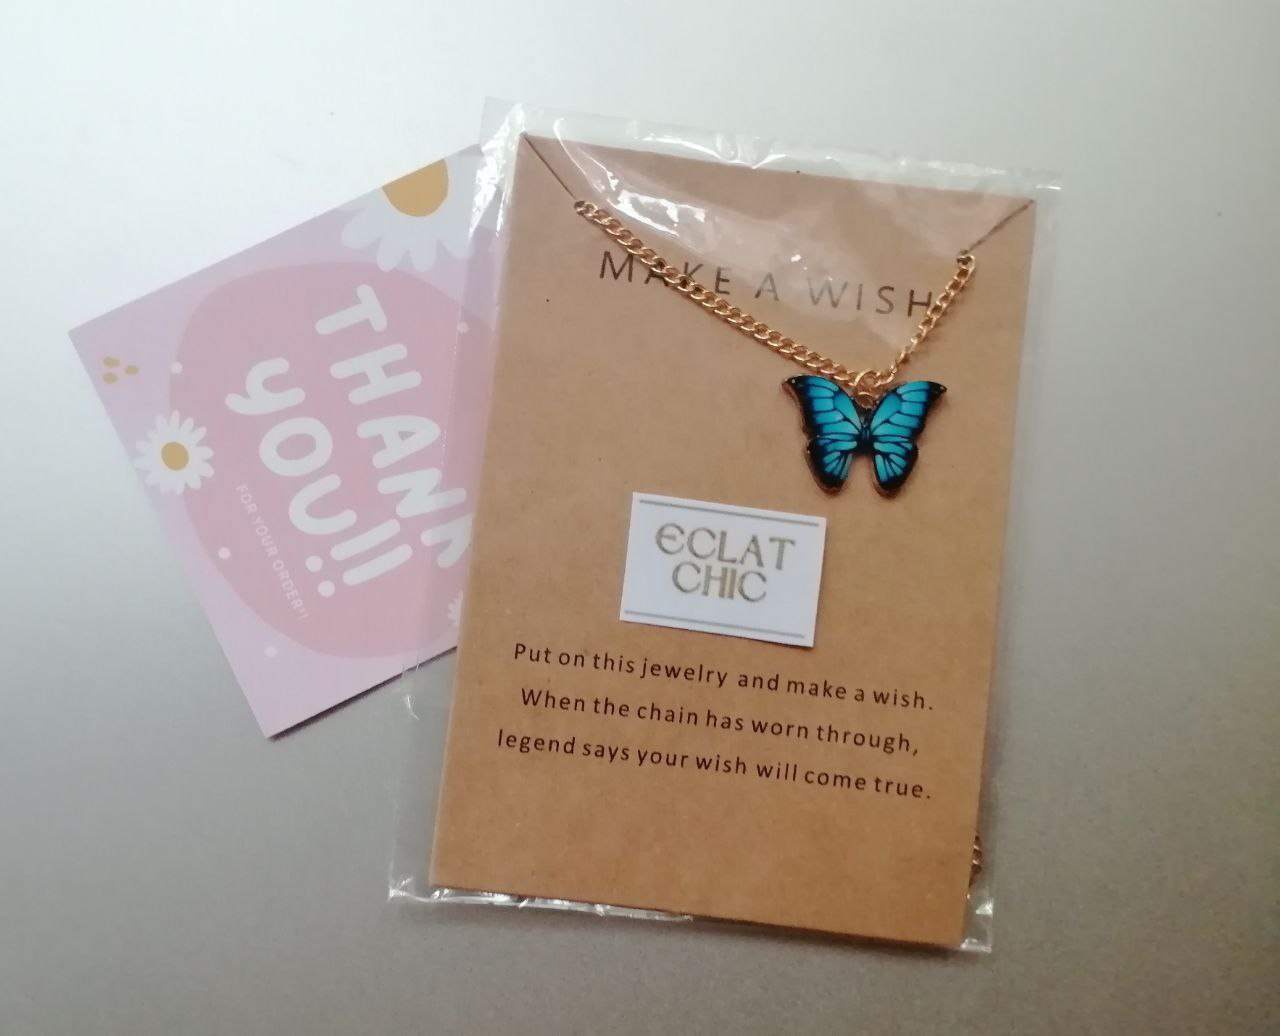 THANK
YOU!!
FOR YOUR ORDER!!
MAKE A WISH
ECLAT
CHIC
Put on this jewelry and make a wish.
When the chain has worn through,
legend says your wish will come true.